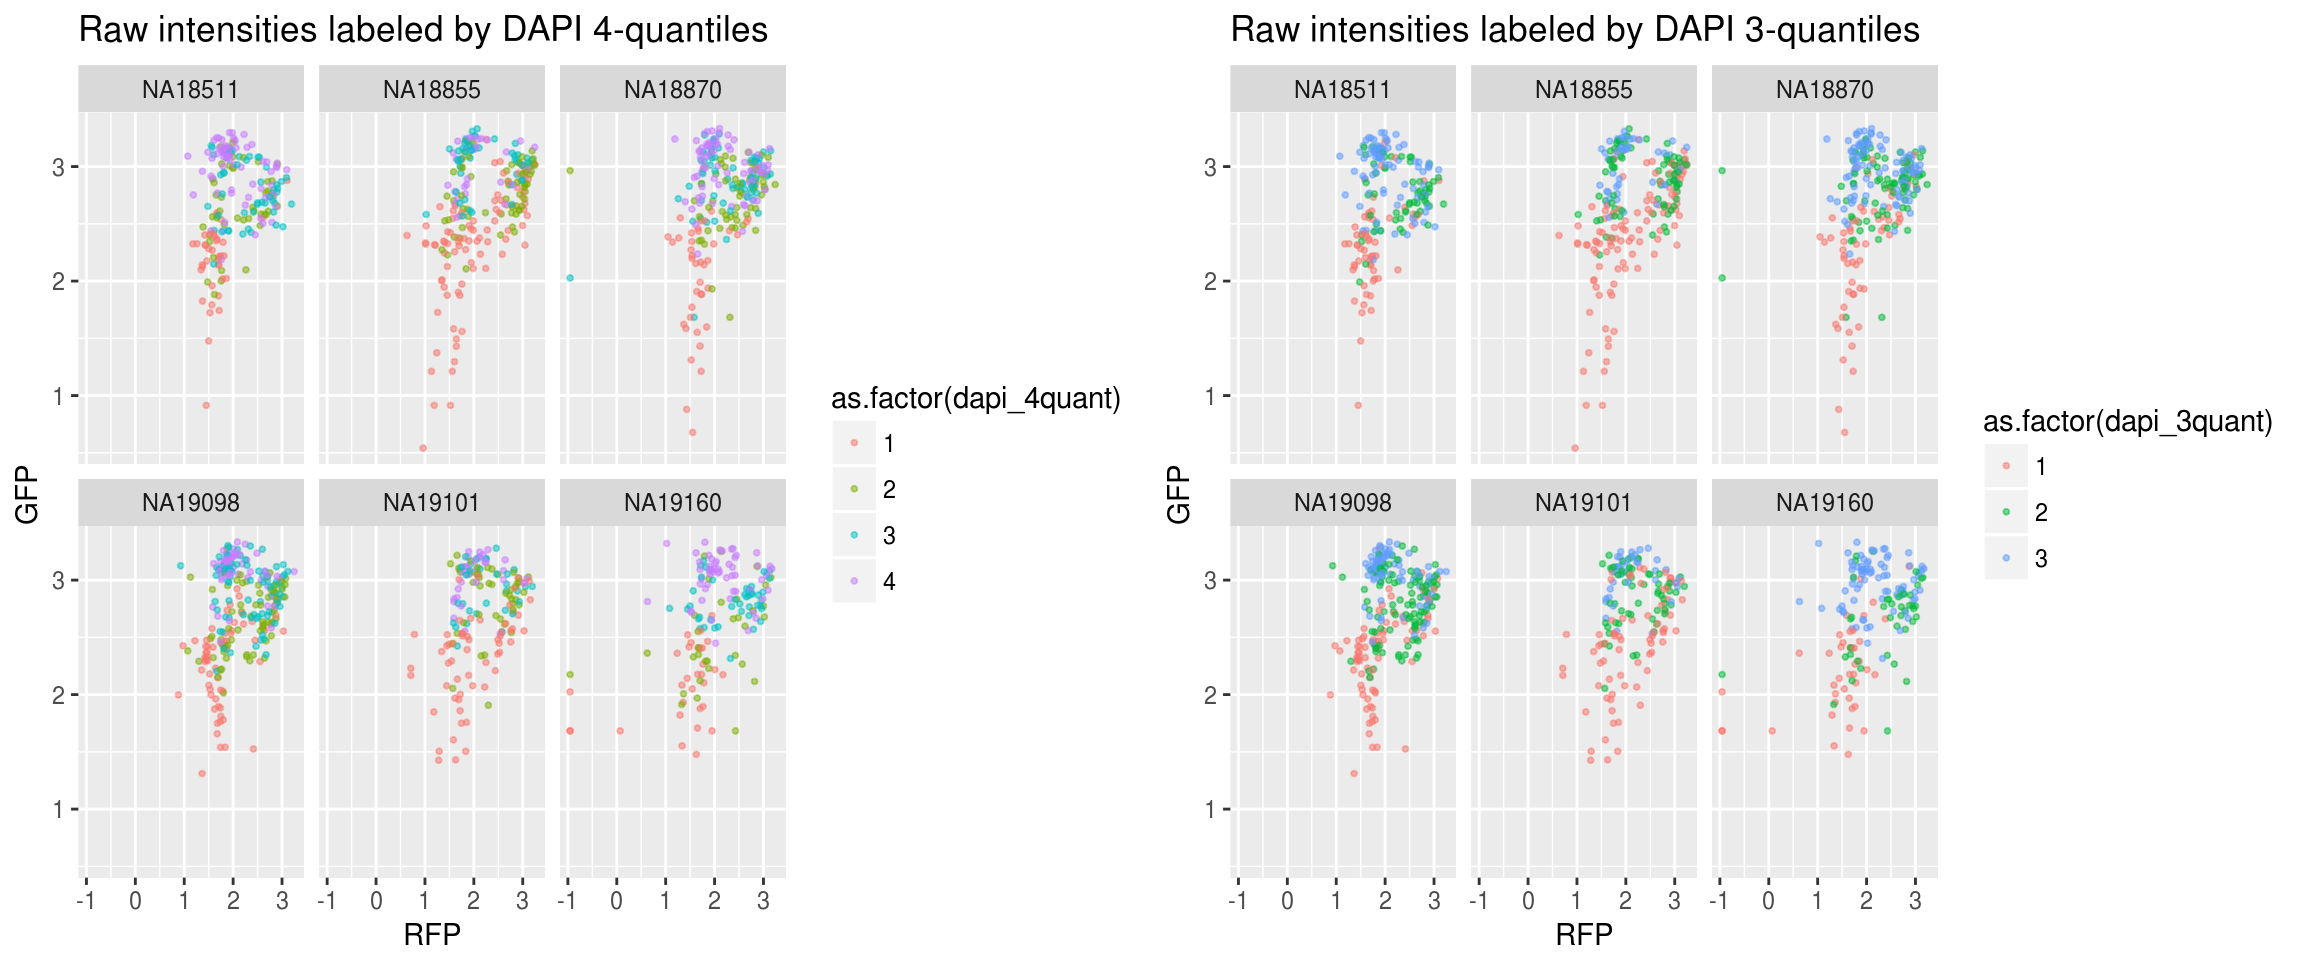 Raw intensities labeled by DAPI 4-quantiles
NA18511 NA18855 NA18870
3
2
1
GFP
NA19098 NA19101 NA19160
3
2
1
-1 0 1 2 3 -1 0 1 2 3 -1 0 1 2 3
RFP
as.factor(dapi_4quant)
1
2
3
4
Raw intensities labeled by DAPI 3-quantiles
NA18511 NA18855 NA18870
3
2
1
GFP
NA19098 NA19101 NA19160
3
2
1
-1 0 1 2 3 -1 0 1 2 3 -1 0 1 2 3
RFP
as.factor(dapi_3quant)
1
2
3